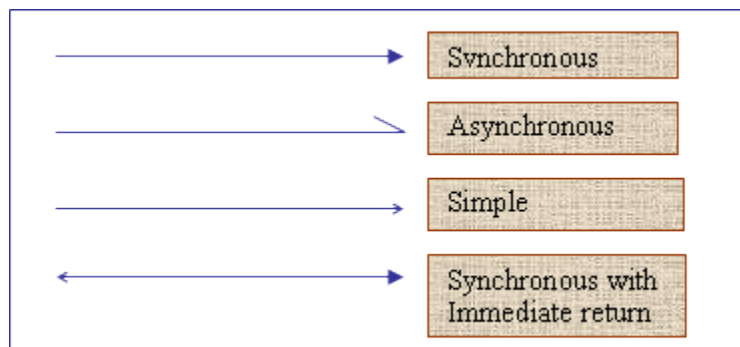 Synchronous
Asynchronous
Simple
Synchronous with
Immediate return